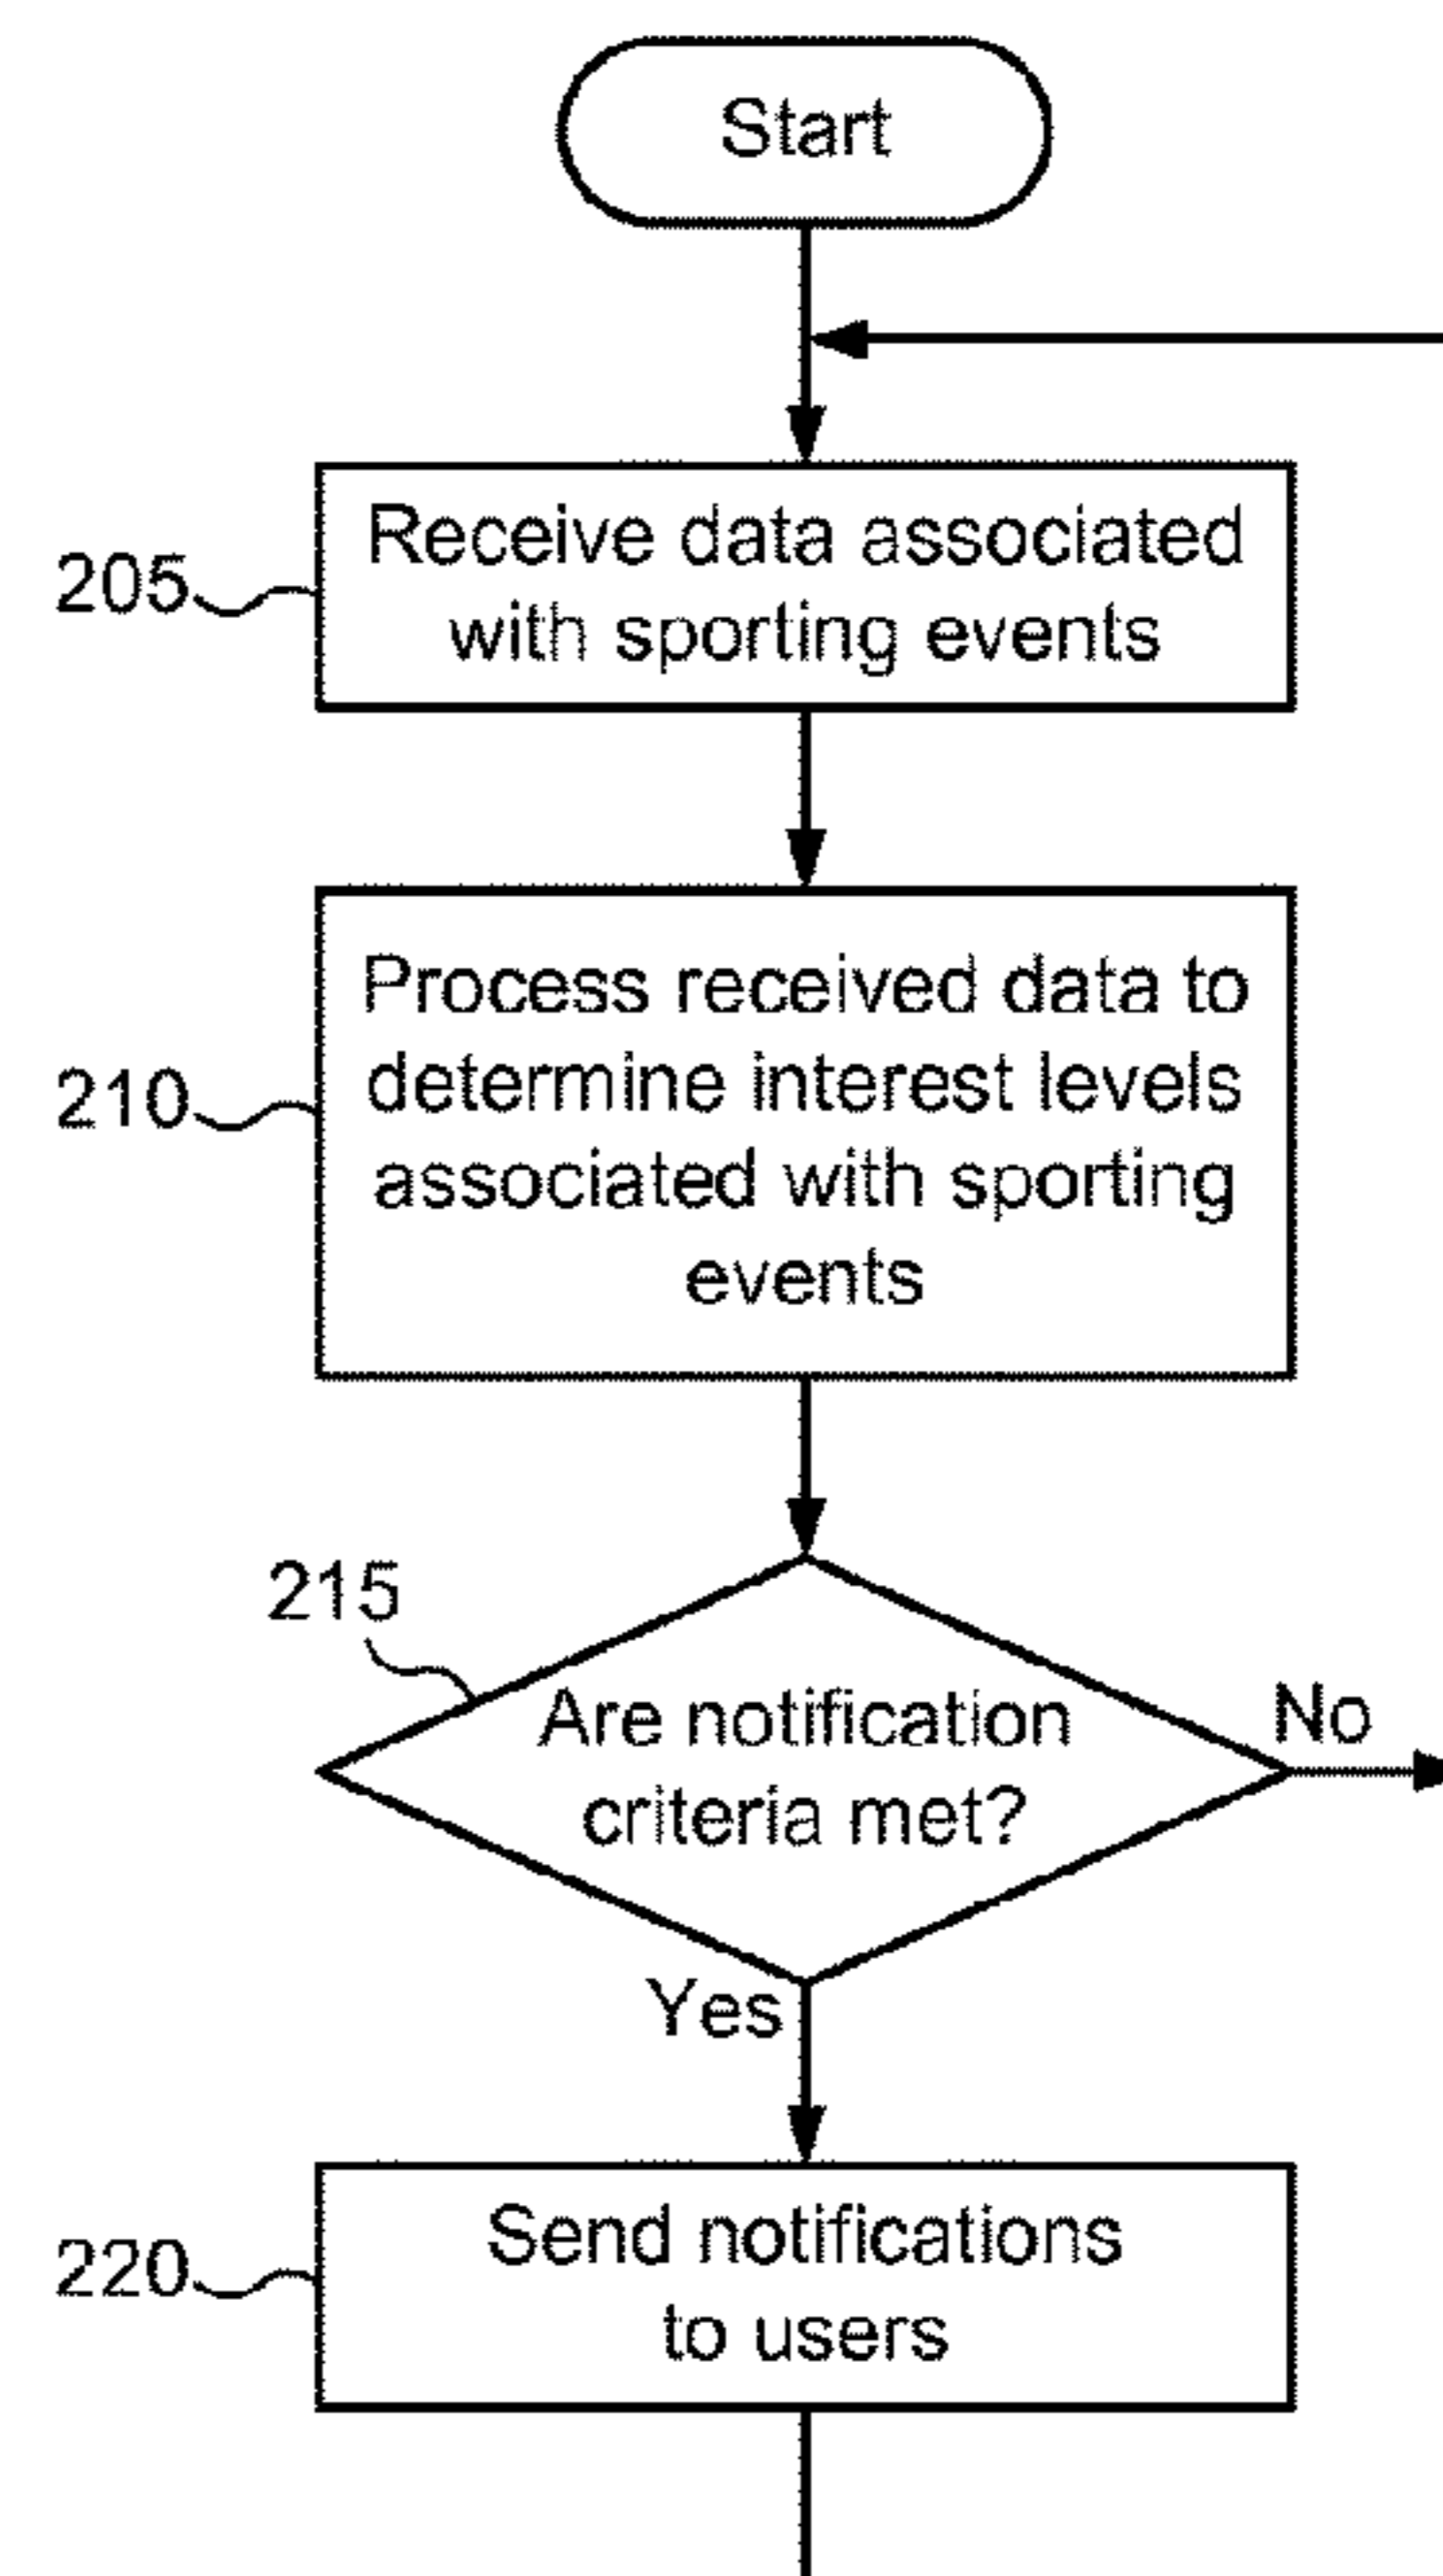 Start
205
Receive data associated
with sporting events
210
Process received data to
determine interest levels
associated with sporting
events
215
Are notification
criteria met?
No
Yes
220
Send notifications
to users